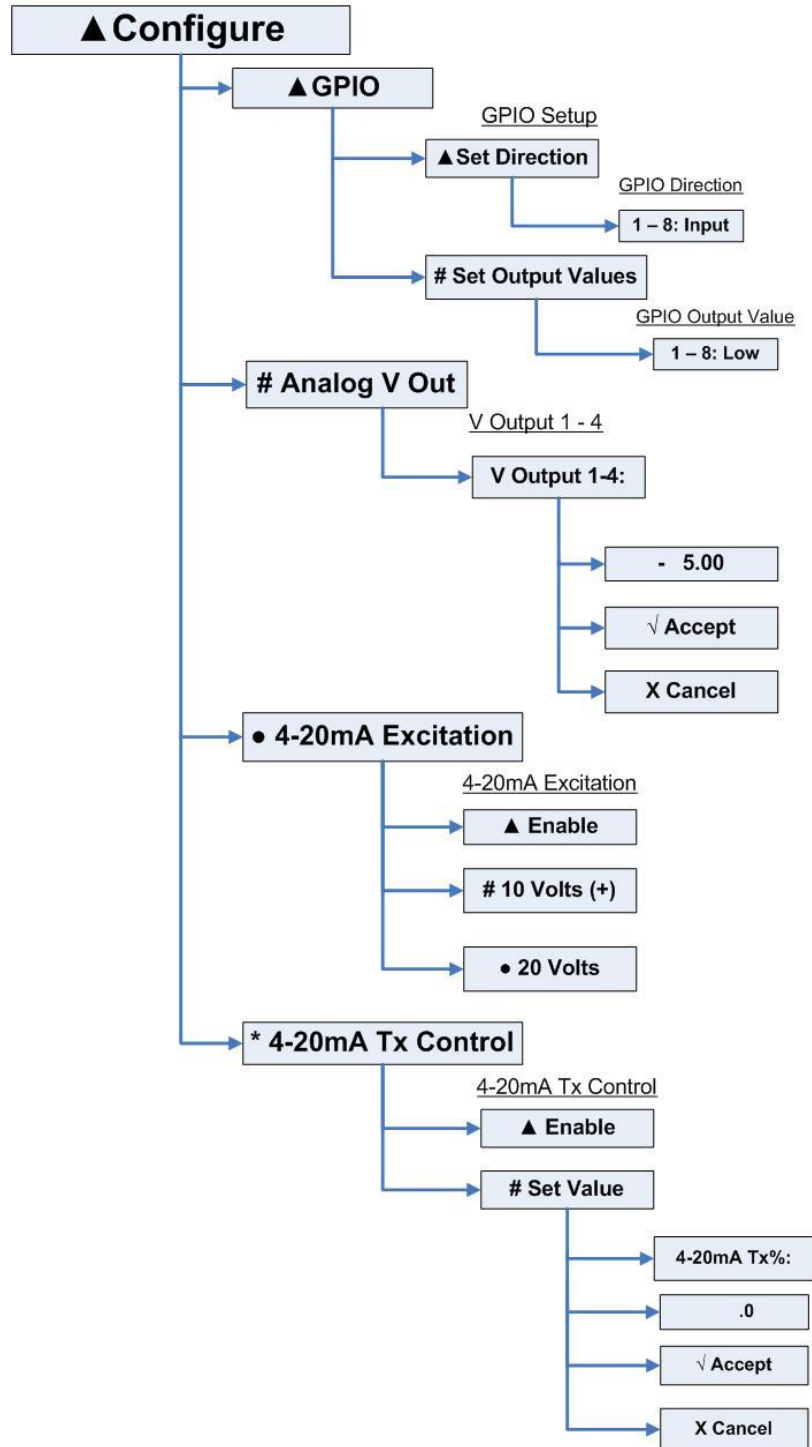 ▲Configure
▲GPIO
GPIO Setup
▲Set Direction
GPIO Direction
1 – 8: Input
# Set Output Values
GPIO Output Value
1 – 8: Low
# Analog V Out
V Output 1 - 4
V Output 1-4:
- 5.00
√ Accept
X Cancel
● 4-20mA Excitation
4-20mA Excitation
▲ Enable
# 10 Volts (+)
● 20 Volts
* 4-20mA Tx Control
4-20mA Tx Control
▲ Enable
# Set Value
4-20mA Tx%:
.0
√ Accept
X Cancel